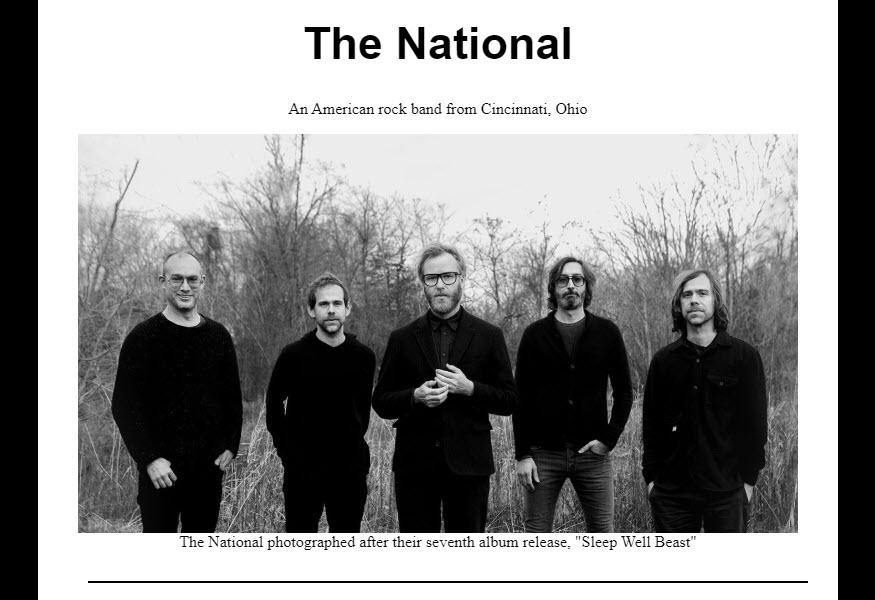 The National
An American rock band from Cincinnati, Ohio
The National photographed after their seventh album release, "Sleep Well Beast"